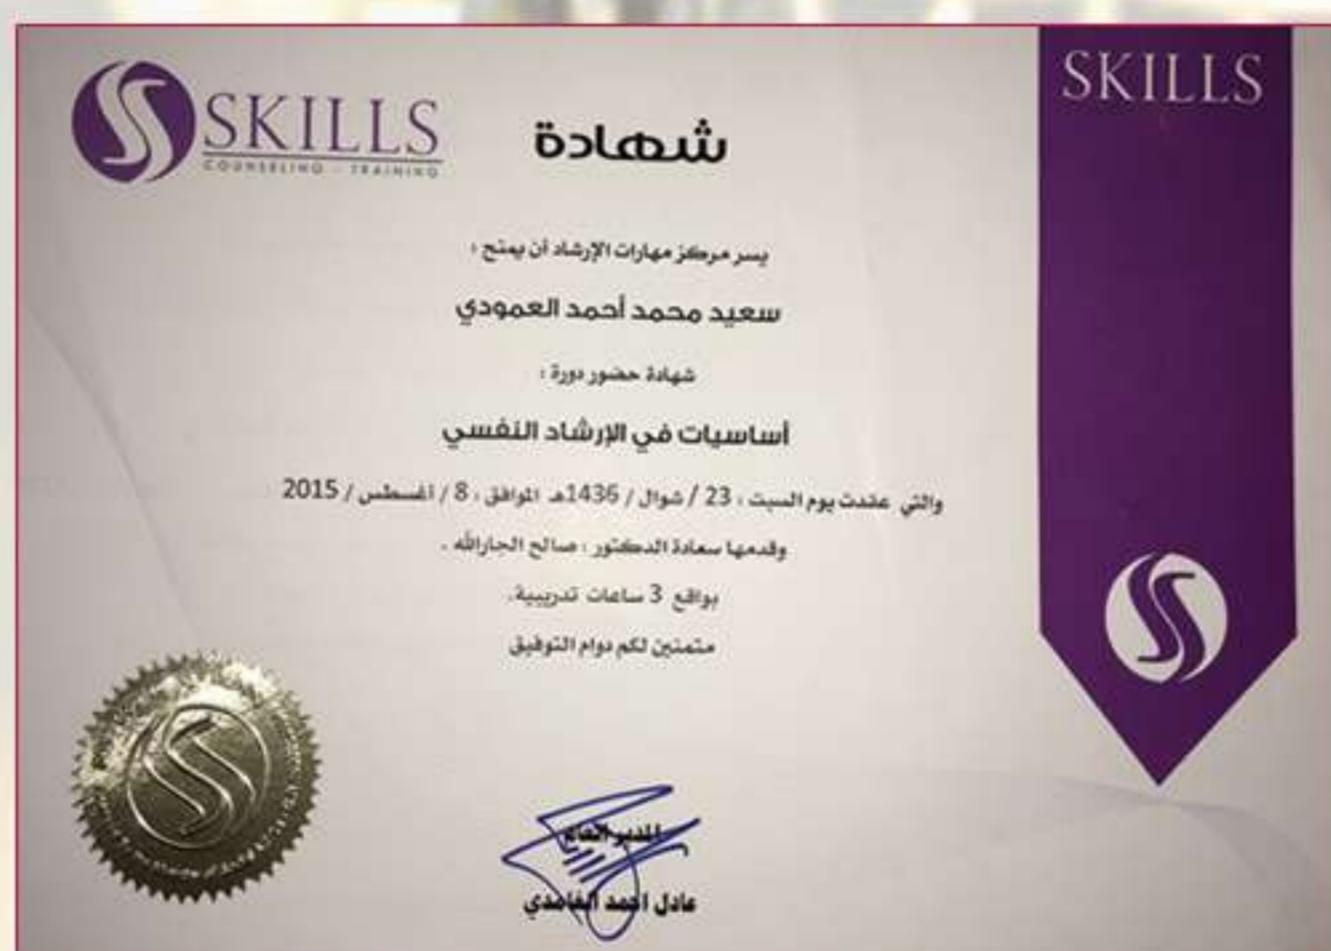 SKILLS
COUNSELING - TRAINING
SKILLS
شهادة
يسر مركز مهارات الإرشاد أن يمنح :
سعيد محمد أحمد العمودي
شهادة حضور دورة :
أساسيات في الإرشاد النفسي
والتي عقدت يوم السبت ، 23 / شوال / 1436هـ الموافق ، 8 / أغسطس / 2015
وقدمها سعادة الدكتور : صالح الجارالله .
بواقع 3 ساعات تدريبية.
متمنين لكم دوام التوفيق
المدير العام
عادل احمد الغامدي